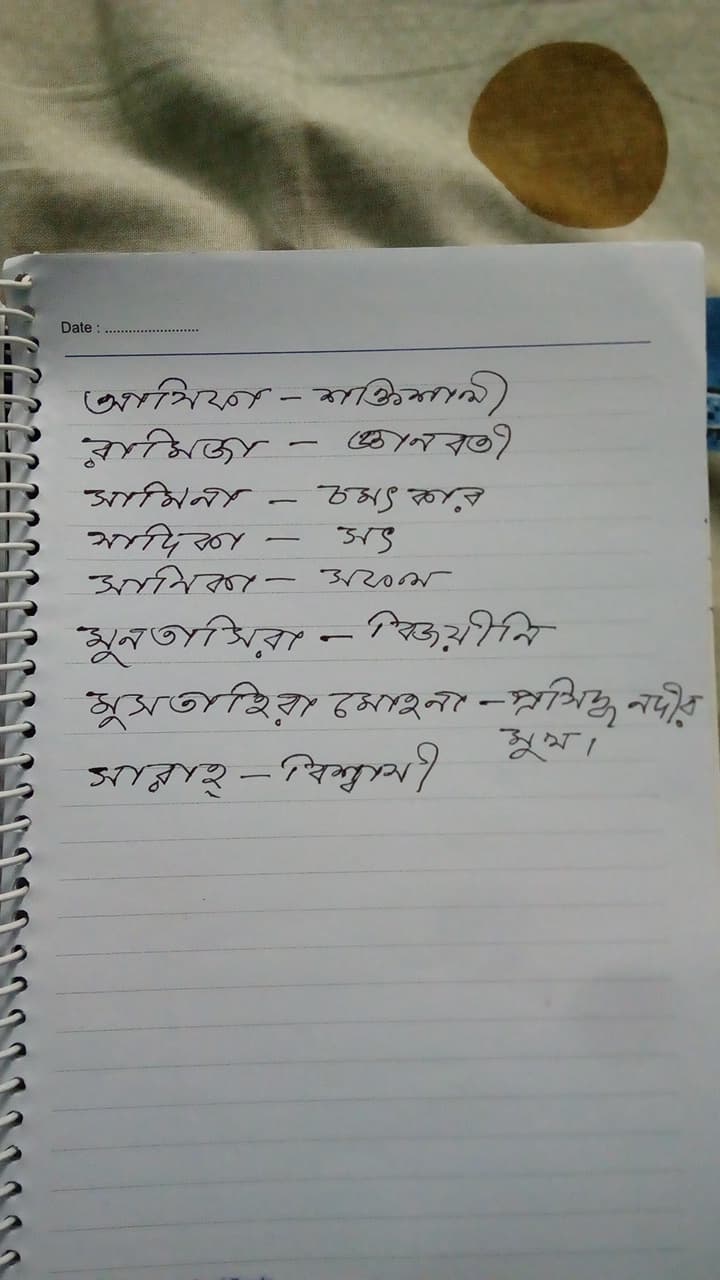 Date : ........................
আসিফা - শক্তিশালী
রামিজা - জ্ঞানবতী
সামিনা - চমৎকার
সাদিকা - সৎ
সাবিকা - সফল
মুনতাসিরা - বিজয়ীনি
মুসতাহিরা মোহনা - প্রসিদ্ধ নদীর
মুখ।
সারাহ্ - বিশ্বাসী